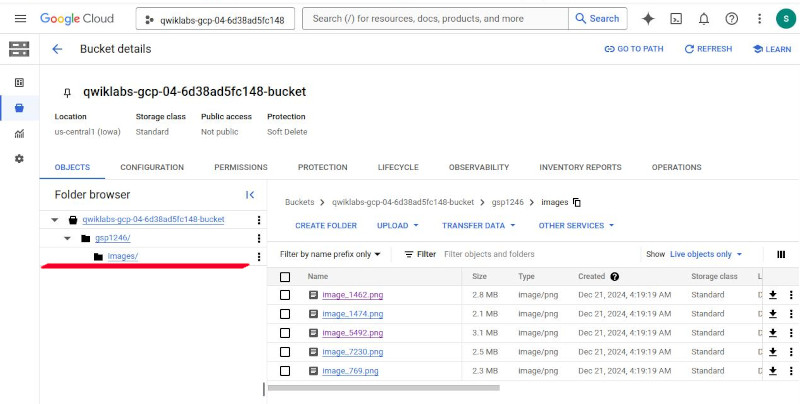 Google Cloud
qwiklabs-gcp-04-6d38ad5fc148
Search (/) for resources, docs, products, and more
Search
S
Bucket details
GO TO PATH
REFRESH
LEARN
qwiklabs-gcp-04-6d38ad5fc148-bucket
Location Storage class Public access Protection
us-central1 (Iowa) Standard Not public Soft Delete
OBJECTS CONFIGURATION PERMISSIONS PROTECTION LIFECYCLE OBSERVABILITY INVENTORY REPORTS OPERATIONS
Folder browser
qwiklabs-gcp-04-6d38ad5fc148-bucket
gsp1246/
images/
Buckets > qwiklabs-gcp-04-6d38ad5fc148-bucket > gsp1246 > images
CREATE FOLDER UPLOAD TRANSFER DATA OTHER SERVICES
Filter by name prefix only Filter Filter objects and folders Show Live objects only
Name Size Type Created Storage class L
image_1462.png 2.8 MB image/png Dec 21, 2024, 4:19:19 AM Standard D
image_1474.png 2.1 MB image/png Dec 21, 2024, 4:19:19 AM Standard D
image_5492.png 3.1 MB image/png Dec 21, 2024, 4:19:19 AM Standard D
image_7230.png 2.5 MB image/png Dec 21, 2024, 4:19:19 AM Standard D
image_769.png 2.3 MB image/png Dec 21, 2024, 4:19:19 AM Standard D